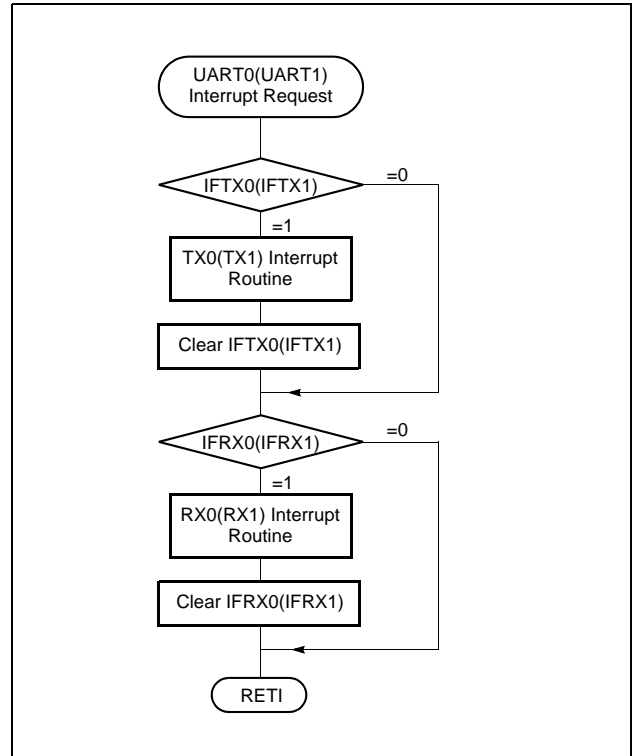 UART0(UART1)
Interrupt Request
IFTX0(IFTX1)
=0
=1
TX0(TX1) Interrupt
Routine
Clear IFTX0(IFTX1)
IFRX0(IFRX1)
=0
=1
RX0(RX1) Interrupt
Routine
Clear IFRX0(IFRX1)
RETI